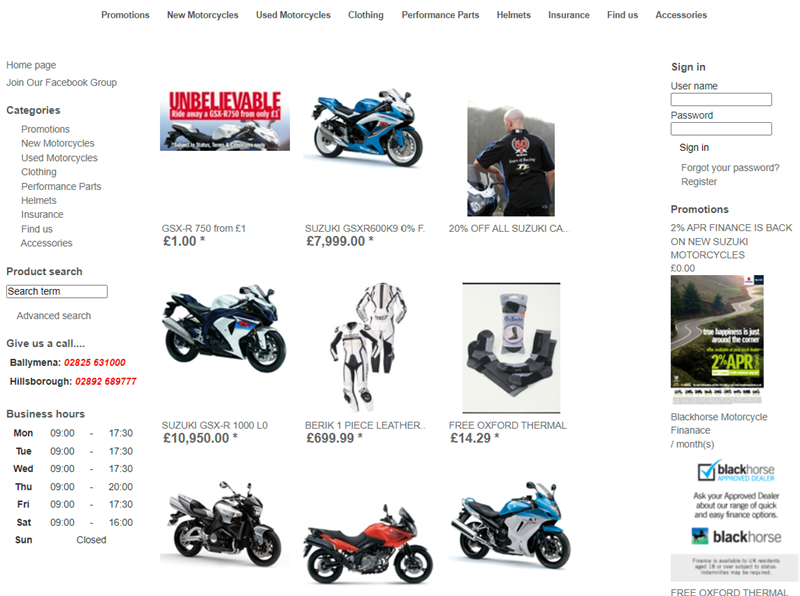 Promotions New Motorcycles Used Motorcycles Clothing Performance Parts Helmets Insurance Find us Accessories
Home page
Join Our Facebook Group
Categories
Promotions
New Motorcycles
Used Motorcycles
Clothing
Performance Parts
Helmets
Insurance
Find us
Accessories
Product search
Search term
Advanced search
Give us a call....
Ballymena: 02825 631000
Hillsborough: 02892 689777
Business hours
Mon 09:00 - 17:30
Tue 09:00 - 17:30
Wed 09:00 - 17:30
Thu 09:00 - 20:00
Fri 09:00 - 17:30
Sat 09:00 - 16:00
Sun Closed
UNBELIEVABLE
Ride away a GSX-R750 from only £1
*Subject to Status, Terms & Conditions apply
GSX-R 750 from £1
£1.00 *
SUZUKI GSXR600K9 0% F.
£7,999.00 *
20% OFF ALL SUZUKI CA...
SUZUKI GSX-R 1000 L0
£10,950.00 *
BERIK 1 PIECE LEATHER..
£699.99 *
FREE OXFORD THERMAL
£14.29 *
Sign in
User name
Password
Sign in
Forgot your password?
Register
Promotions
2% APR FINANCE IS BACK
ON NEW SUZUKI
MOTORCYCLES
£0.00
true happiness is just
around the corner
2%APR
Blackhorse Motorcycle
Finanace
/ month(s)
blackhorse
APPROVED DEALER
Ask your Approved Dealer
about our range of quick
and easy finance options.
blackhorse
Finance is available to UK residents
aged 18 or over subject to status.
Indemnities may be required.
FREE OXFORD THERMAL